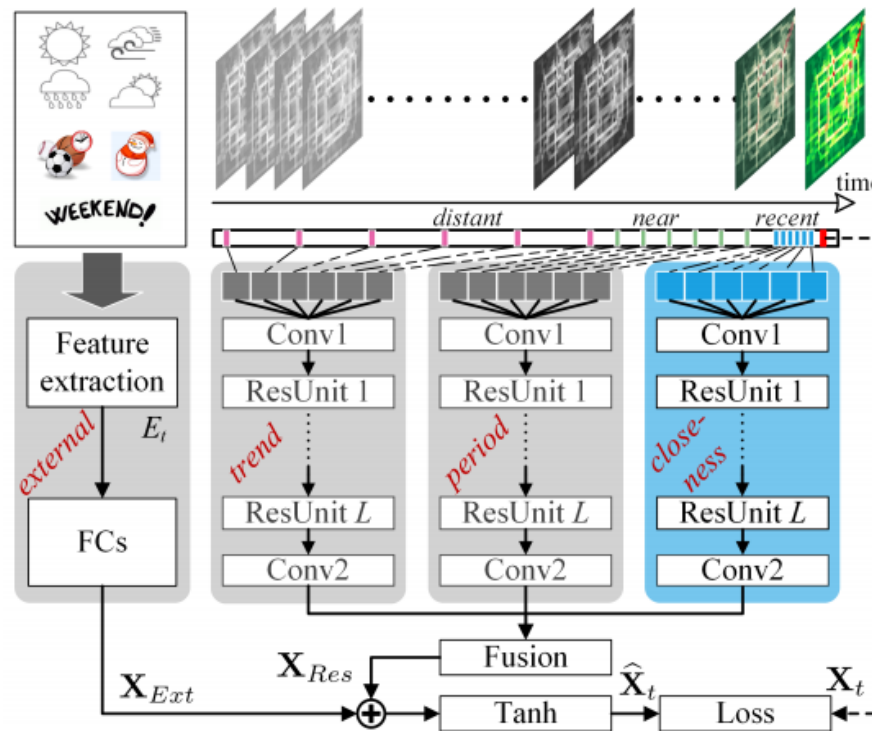 WEEKEND!
time
distant near recent
Feature
extraction
E_t
external
FCs
X_Ext
Conv1
ResUnit 1
trend
ResUnit L
Conv2
Conv1
ResUnit 1
period
ResUnit L
Conv2
Conv1
ResUnit 1
close-
ness
ResUnit L
Conv2
Fusion
X_Res
Tanh
X̂_t
Loss
X_t